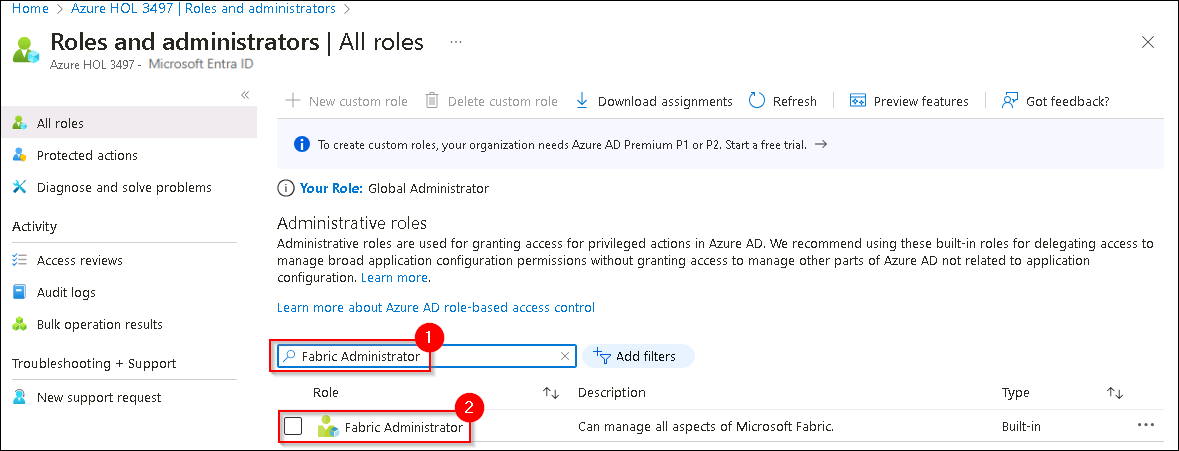 Home > Azure HOL 3497 | Roles and administrators >
Roles and administrators | All roles ...
Azure HOL 3497 - Microsoft Entra ID
«
All roles
Protected actions
Diagnose and solve problems
Activity
Access reviews
Audit logs
Bulk operation results
Troubleshooting + Support
New support request
New custom role Delete custom role Download assignments Refresh Preview features Got feedback?
To create custom roles, your organization needs Azure AD Premium P1 or P2. Start a free trial. →
Your Role: Global Administrator
Administrative roles
Administrative roles are used for granting access for privileged actions in Azure AD. We recommend using these built-in roles for delegating access to
manage broad application configuration permissions without granting access to manage other parts of Azure AD not related to application
configuration. Learn more.
Learn more about Azure AD role-based access control
1
Fabric Administrator Add filters
Role Description Type
2
Fabric Administrator Can manage all aspects of Microsoft Fabric. Built-in ...